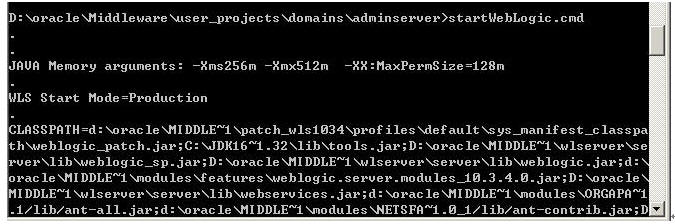 D:\oracle\Middleware\user_projects\domains\adminserver>startWebLogic.cmd
.
.
JAVA Memory arguments: -Xms256m -Xmx512m  -XX:MaxPermSize=128m
.
WLS Start Mode=Production
.
CLASSPATH=d:\oracle\MIDDLE~1\patch_wls1034\profiles\default\sys_manifest_classpa
th\weblogic_patch.jar;C:\JDK16~1.32\lib\tools.jar;D:\oracle\MIDDLE~1\wlserver\se
rver\lib\weblogic_sp.jar;D:\oracle\MIDDLE~1\wlserver\server\lib\weblogic.jar;d:\
oracle\MIDDLE~1\modules\features\weblogic.server.modules_10.3.4.0.jar;D:\oracle\
MIDDLE~1\wlserver\server\lib\webservices.jar;d:\oracle\MIDDLE~1\modules\ORGAPA~1
.1/lib/ant-all.jar;d:\oracle\MIDDLE~1\modules\NETSFA~1.0_1/lib/ant-contrib.jar;D